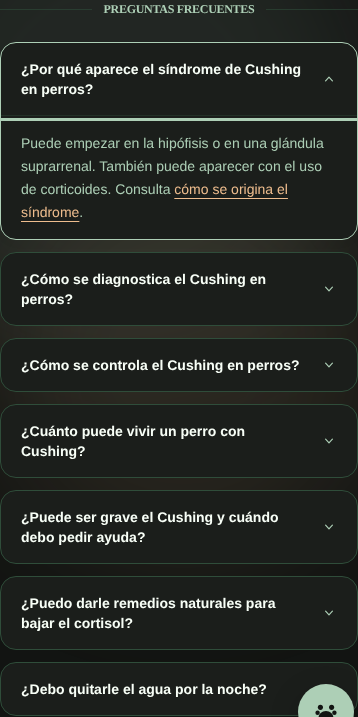 PREGUNTAS FRECUENTES
¿Por qué aparece el síndrome de Cushing
en perros?
Puede empezar en la hipófisis o en una glándula
suprarrenal. También puede aparecer con el uso
de corticoides. Consulta cómo se origina el
síndrome.
¿Cómo se diagnostica el Cushing en
perros?
¿Cómo se controla el Cushing en perros?
¿Cuánto puede vivir un perro con
Cushing?
¿Puede ser grave el Cushing y cuándo
debo pedir ayuda?
¿Puedo darle remedios naturales para
bajar el cortisol?
¿Debo quitarle el agua por la noche?